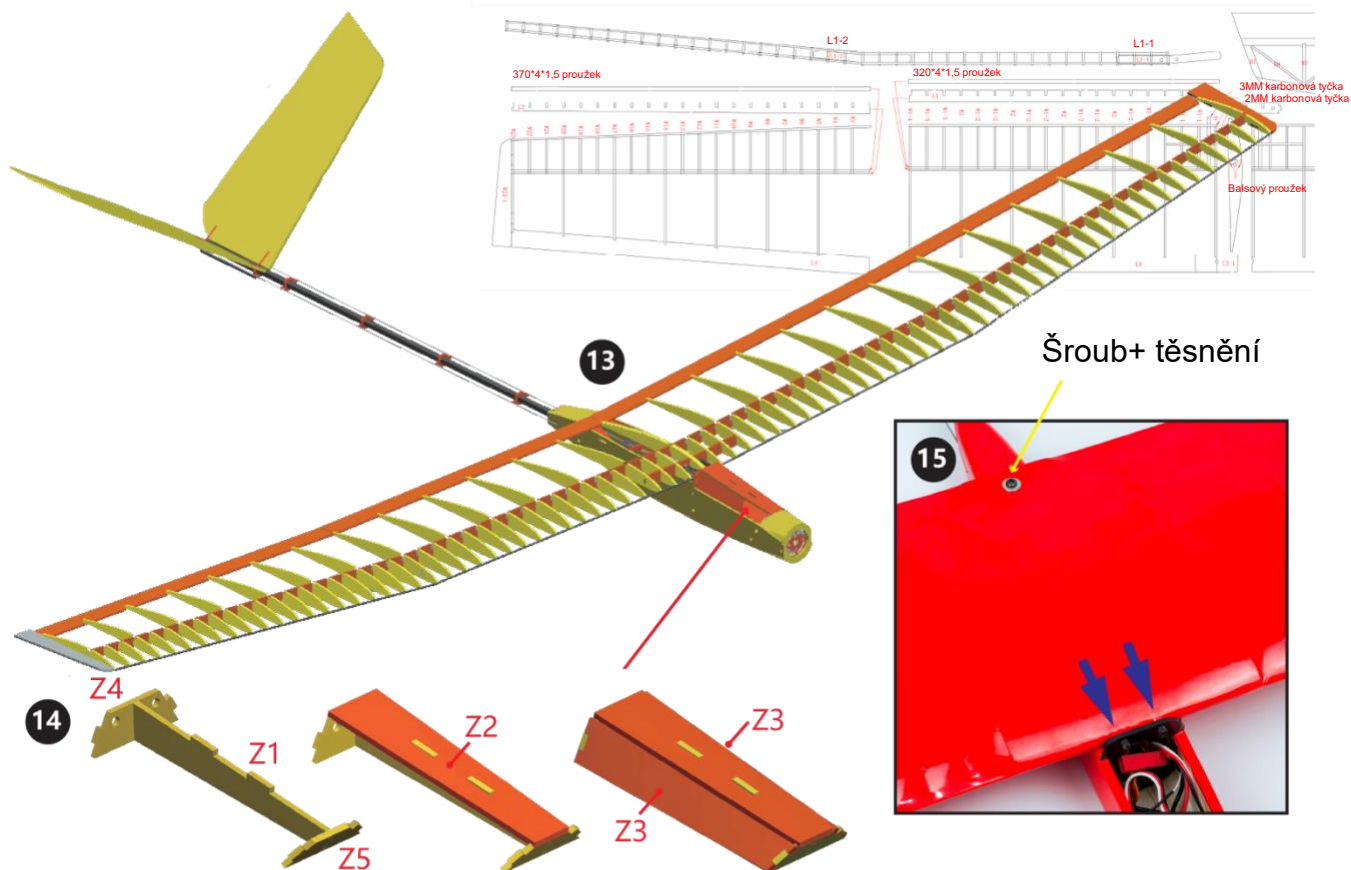 L1-2
L1-1
370*4*1,5 proužek
320*4*1,5 proužek
3MM karbonová tyčka
2MM karbonová tyčka
Balsový proužek
13
Šroub+ těsnění
15
14
Z4
Z1
Z5
Z2
Z3
Z3